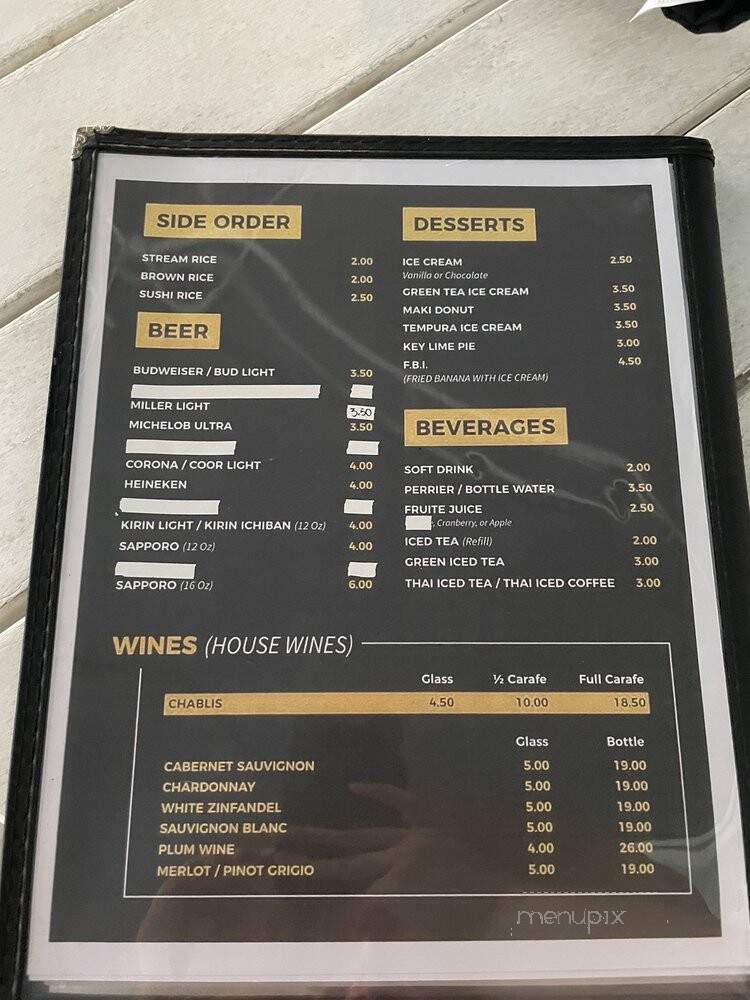 SIDE ORDER
STREAM RICE 2.00
BROWN RICE 2.00
SUSHI RICE 2.50
BEER
BUDWEISER / BUD LIGHT 3.50
MILLER LIGHT 3.50
MICHELOB ULTRA 3.50
CORONA / COOR LIGHT 4.00
HEINEKEN 4.00
KIRIN LIGHT / KIRIN ICHIBAN (12 Oz) 4.00
SAPPORO (12 Oz) 4.00
SAPPORO (16 Oz) 6.00
DESSERTS
ICE CREAM 2.50
Vanilla or Chocolate
GREEN TEA ICE CREAM 3.50
MAKI DONUT 3.50
TEMPURA ICE CREAM 3.50
KEY LIME PIE 3.00
F.B.I. 4.50
(FRIED BANANA WITH ICE CREAM)
BEVERAGES
SOFT DRINK 2.00
PERRIER / BOTTLE WATER 3.50
FRUITE JUICE 2.50
, Cranberry, or Apple
ICED TEA (Refill) 2.00
GREEN ICED TEA 3.00
THAI ICED TEA / THAI ICED COFFEE 3.00
WINES (HOUSE WINES)
Glass ½ Carafe Full Carafe
CHABLIS 4.50 10.00 18.50
Glass Bottle
CABERNET SAUVIGNON 5.00 19.00
CHARDONNAY 5.00 19.00
WHITE ZINFANDEL 5.00 19.00
SAUVIGNON BLANC 5.00 19.00
PLUM WINE 4.00 26.00
MERLOT / PINOT GRIGIO 5.00 19.00
menupix